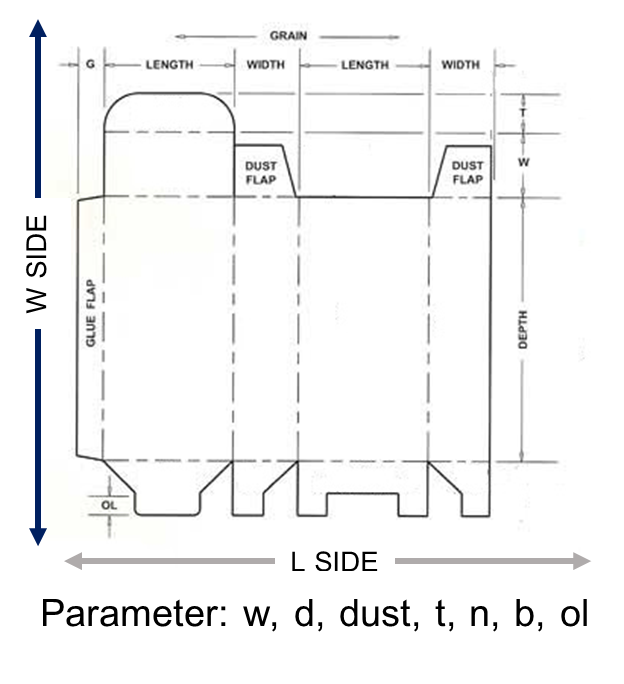 GRAIN
G LENGTH WIDTH LENGTH WIDTH
T
DUST
FLAP
DUST
FLAP
W
W SIDE
GLUE FLAP
DEPTH
OL
L SIDE
Parameter: w, d, dust, t, n, b, ol